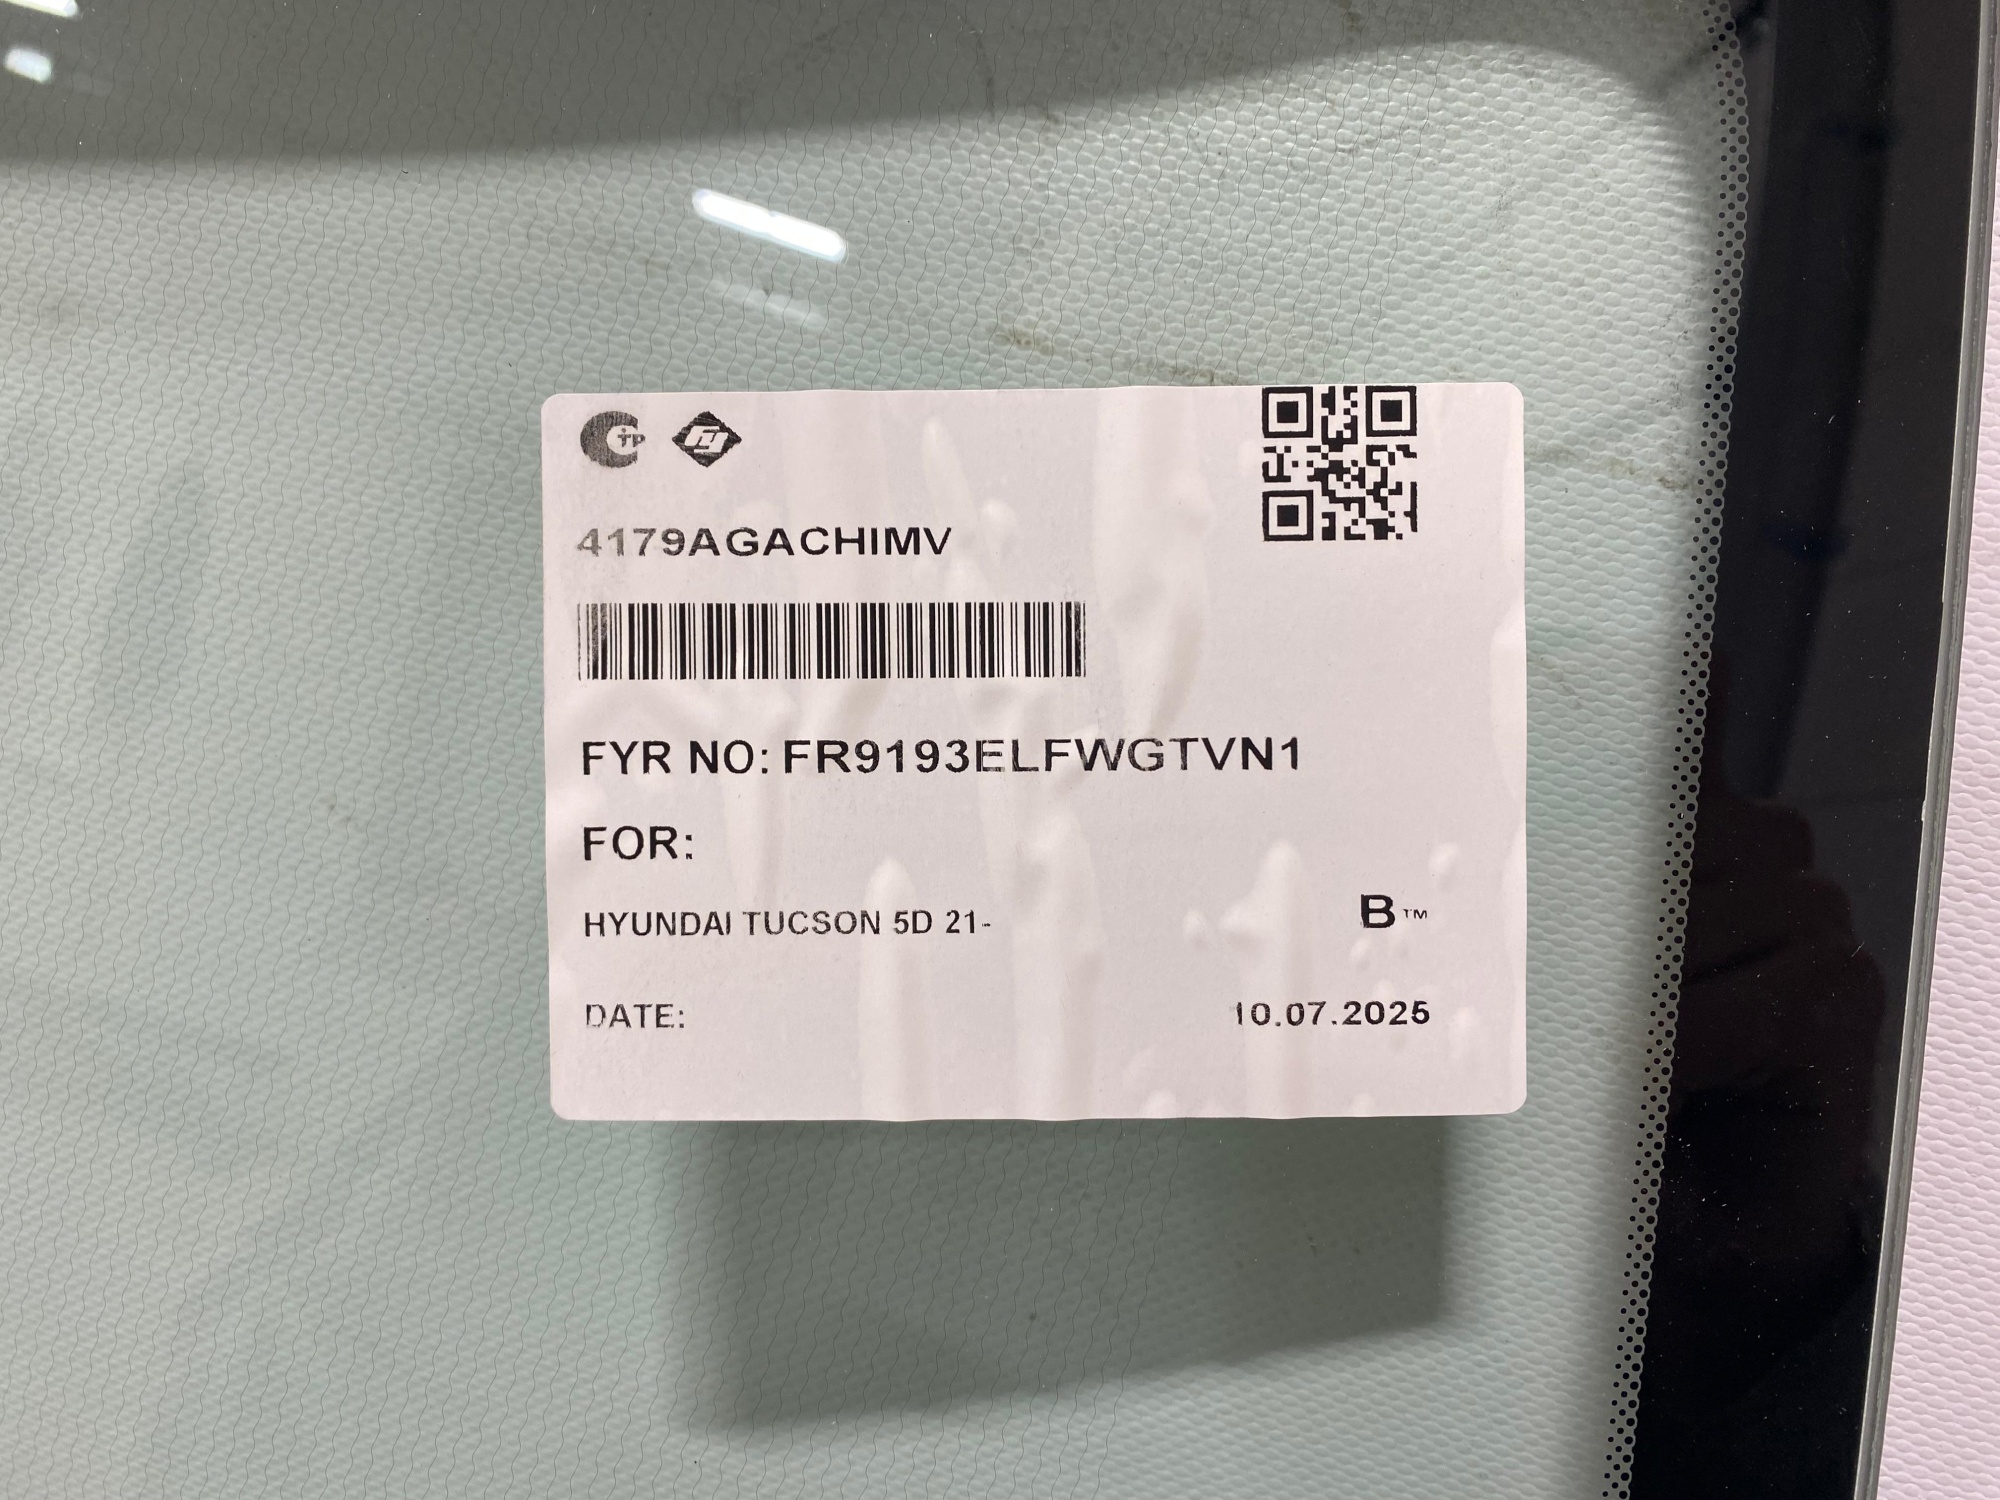 4179AGACHIMV
FYR NO: FR9193ELFWGTVN1
FOR:
HYUNDAI TUCSON 5D 21-
B™
DATE: 10.07.2025